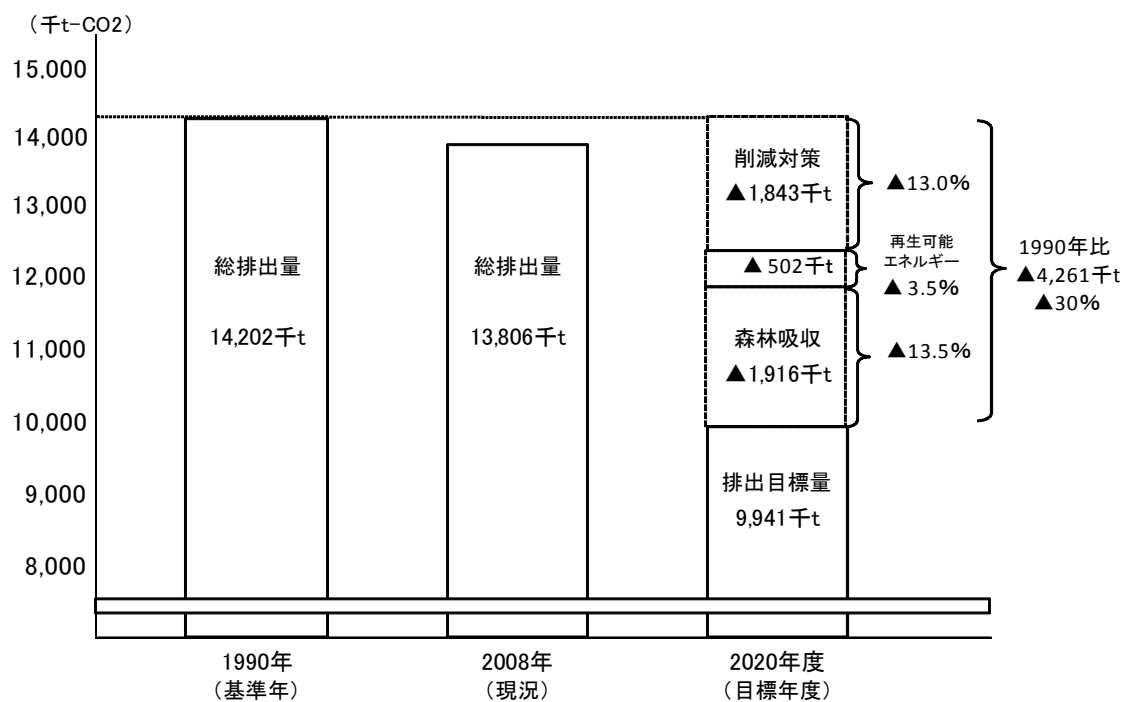 （千t-CO2）
15,000
14,000
13,000
12,000
11,000
10,000
9,000
8,000
総排出量
14,202千t
総排出量
13,806千t
削減対策
▲1,843千t
▲ 502千t
森林吸収
▲1,916千t
排出目標量
9,941千t
▲13.0%
再生可能
エネルギー
▲ 3.5%
▲13.5%
1990年比
▲4,261千t
▲30%
1990年
（基準年）
2008年
（現況）
2020年度
（目標年度）